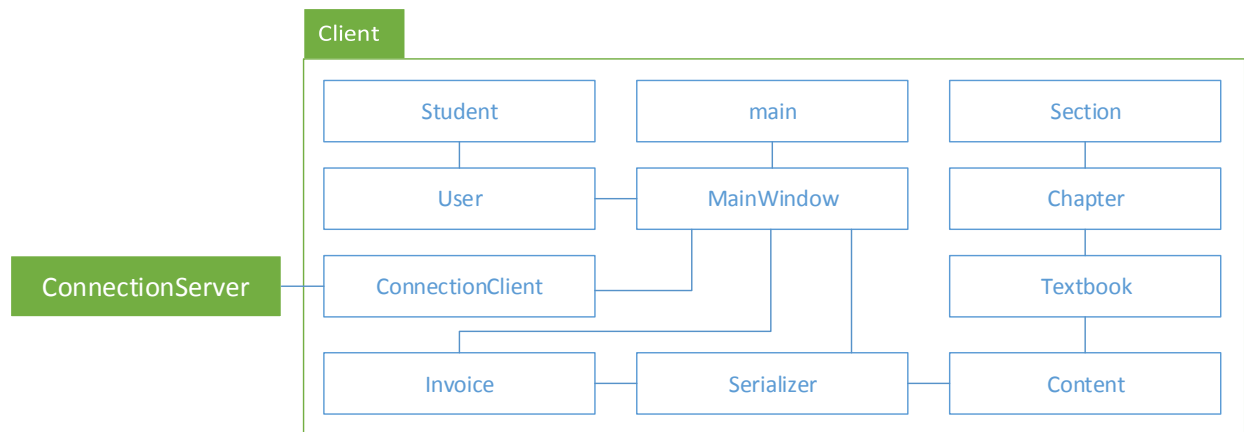 Client
Student
main
Section
User
MainWindow
Chapter
ConnectionServer
ConnectionClient
Textbook
Invoice
Serializer
Content